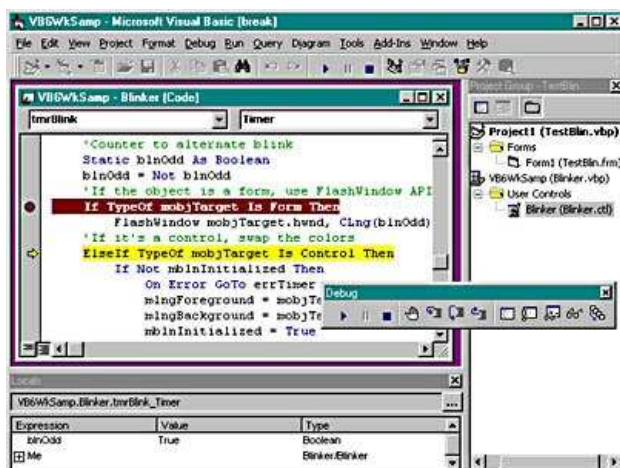 VB6WkSamp - Microsoft Visual Basic [break]
File Edit View Project Format Debug Run Query Diagram Tools Add-Ins Window Help
VB6WkSamp - Blinker (Code)
tmrBlink Timer
'Counter to alternate blink
Static blnOdd As Boolean
blnOdd = Not blnOdd
'If the object is a form, use FlashWindow API
If TypeOf mobjTarget Is Form Then
FlashWindow mobjTarget.hwnd, CLng(blnOdd)
'If it's a control, swap the colors
ElseIf TypeOf mobjTarget Is Control Then
If Not mblnInitialized Then
On Error GoTo errTimer
mlngForeground = mobjTa
mlngBackground = mobjTa
mblnInitialized = True
Project Group - TestBlin
Project1 (TestBlin.vbp)
Forms
Form1 (TestBlin.frm)
VB6WkSamp (Blinker.vbp)
User Controls
Blinker (Blinker.ctl)
Debug
Locals
VB6WkSamp.Blinker.tmrBlink_Timer
...
Expression Value Type
blnOdd True Boolean
Me Blinker/Blinker